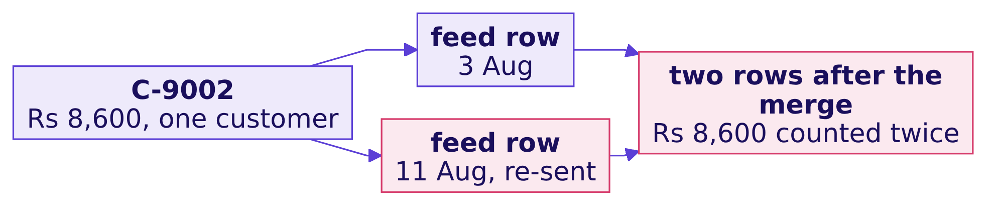 C-9002
Rs 8,600, one customer
feed row
3 Aug
feed row
11 Aug, re-sent
two rows after the
merge
Rs 8,600 counted twice